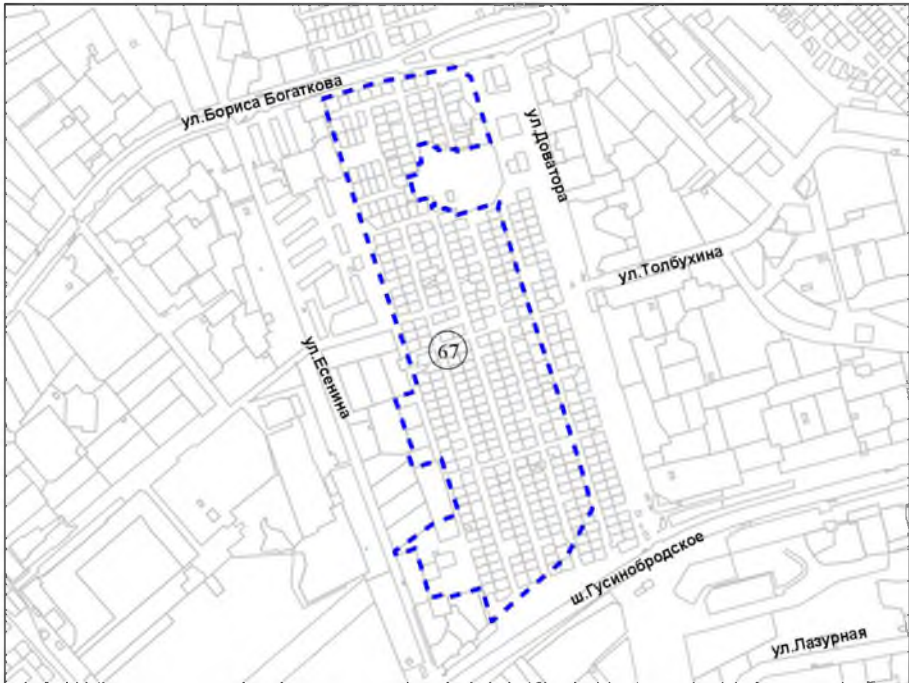 ул.Бориса Богаткова
ул.Доватора
ул.Толбухина
67
ул.Есенина
ш.Гусинобродское
ул.Лазурная